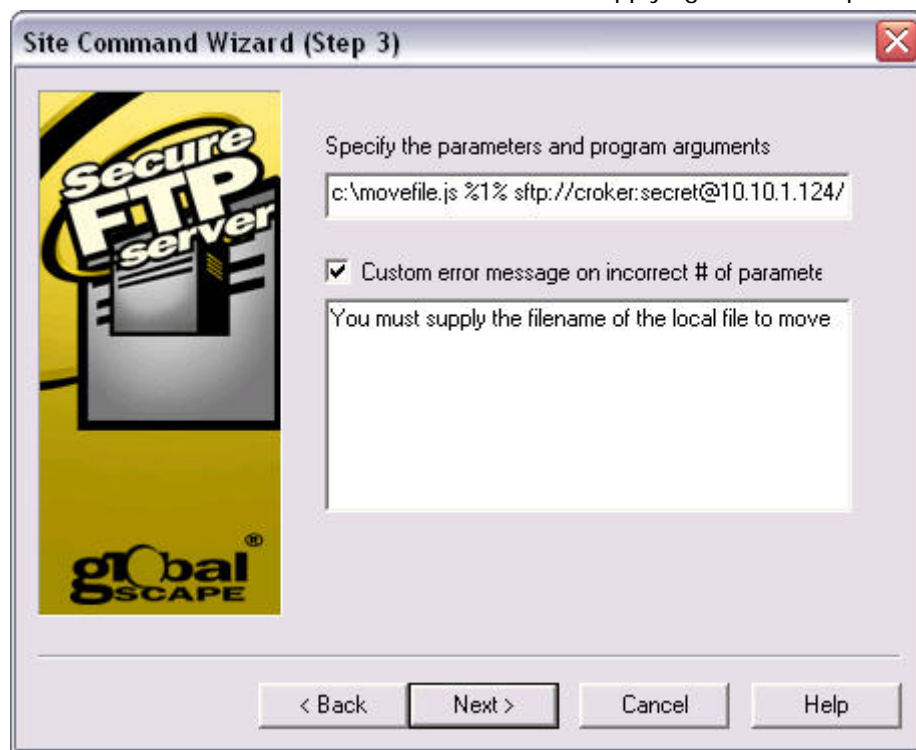 Site Command Wizard (Step 3)
Secure
FTP
server
Specify the parameters and program arguments
c:\movefile.js %1% sftp://croker:secret@10.10.1.124/
Custom error message on incorrect # of paramete
You must supply the filename of the local file to move
global®
SCAPE
< Back
Next >
Cancel
Help